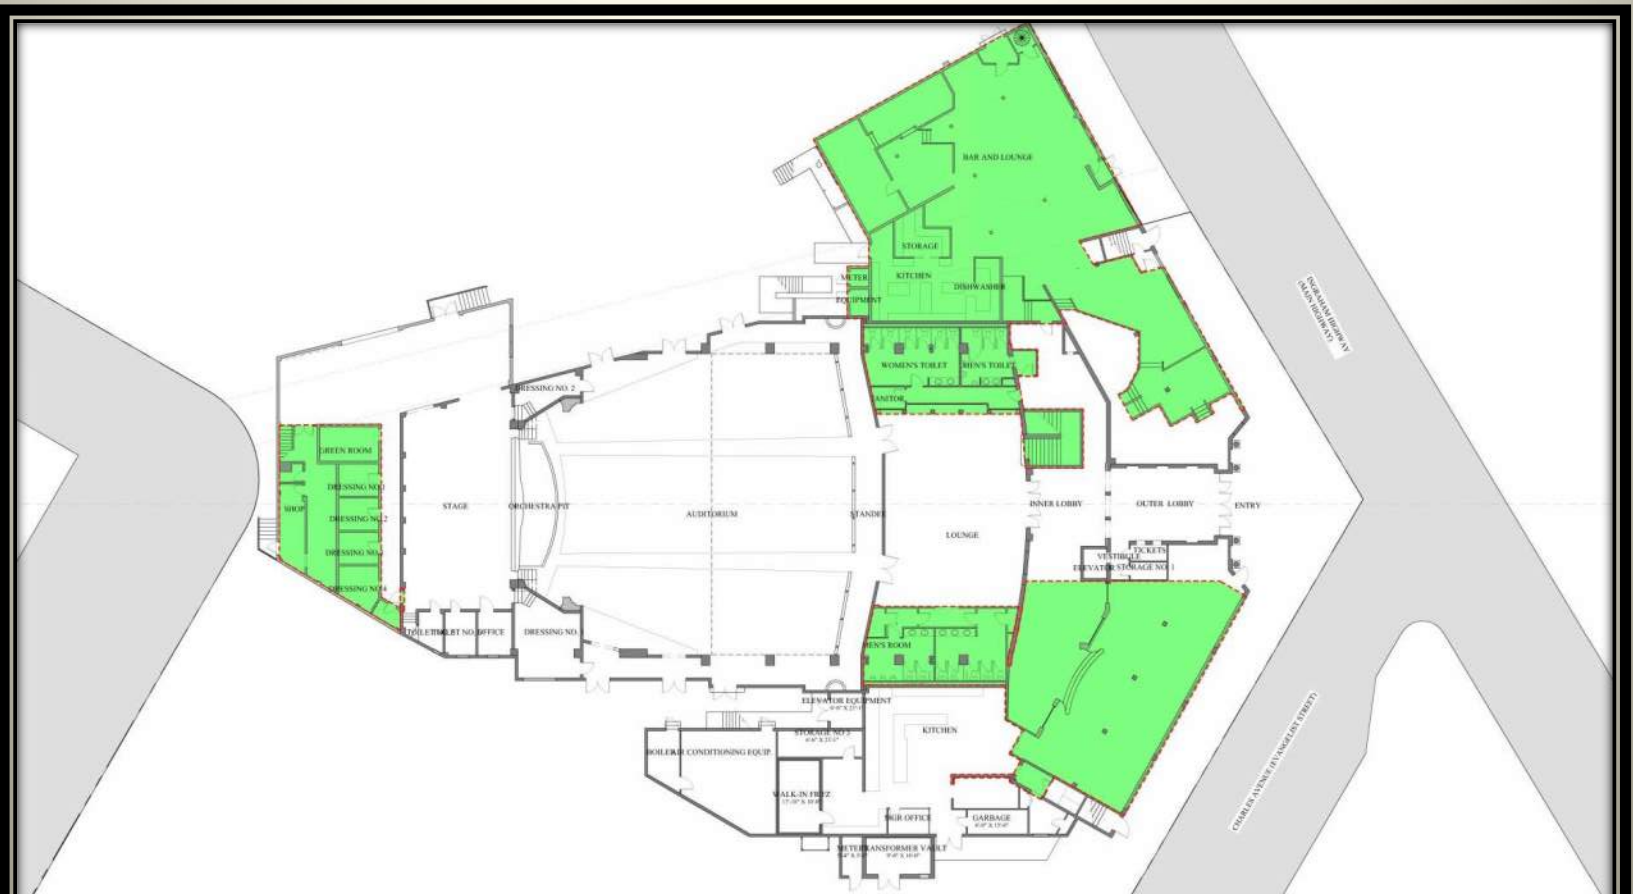 BAR AND LOUNGE
STORAGE
METER
KITCHEN
DISHWASHER
EQUIPMENT
INGRAHAM HIGHWAY
(MAIN HIGHWAY)
WOMEN'S TOILET
MEN'S TOILET
DRESSING NO. 2
JANITOR
GREEN ROOM
DRESSING NO.1
SHOP
DRESSING NO.2
DRESSING NO.
DRESSING NO.4
STAGE
ORCHESTRA PIT
AUDITORIUM
STANDEE
LOUNGE
INNER LOBBY
OUTER LOBBY
ENTRY
VESTIBULE
TICKETS
ELEVATOR
STORAGE NO. 1
OFFICE
DRESSING NO.
MEN'S ROOM
ELEVATOR EQUIPMENT
STORAGE NO 3
KITCHEN
BOILER
AIR CONDITIONING EQUIP.
WALK-IN FRZ.
MGR OFFICE
GARBAGE
METER
TRANSFORMER VAULT
CHARLES AVENUE (EVANGELIST STREET)